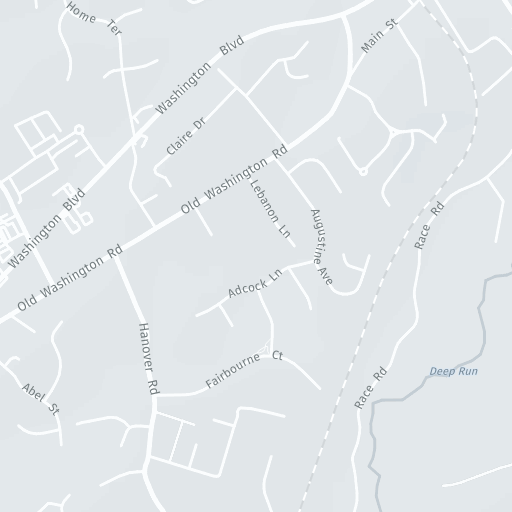 Home Ter
Main St
Washington Blvd
Claire Dr
Old Washington Rd
Lebanon Ln
Augustine Ave
Race Rd
Washington Blvd
Old Washington Rd
Adcock Ln
Hanover Rd
Fairbourne Ct
Deep Run
Race Rd
Abel St